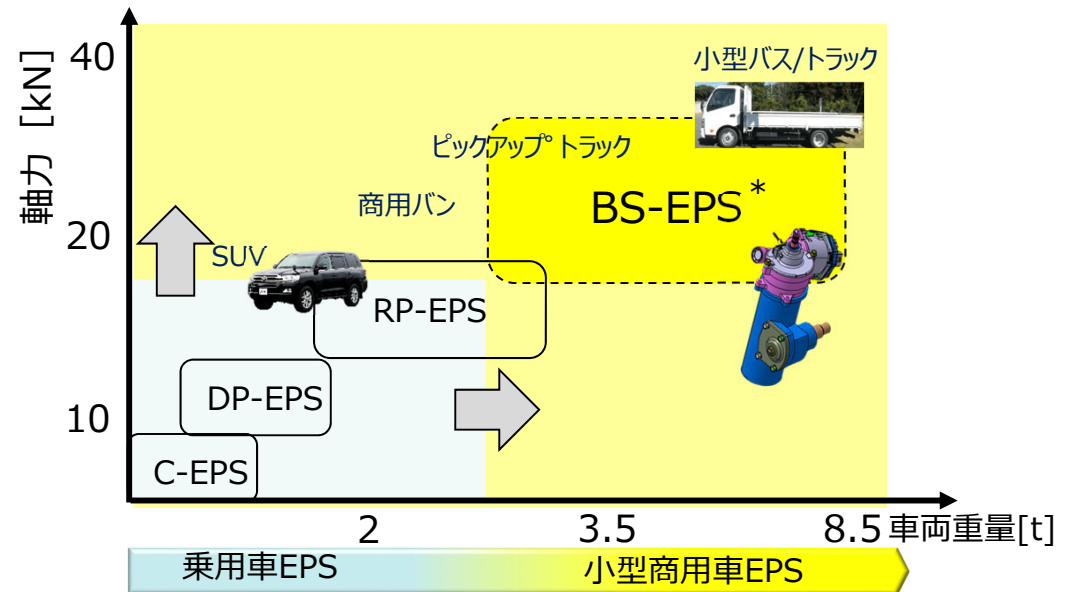 軸力 [kN]
40
20
10
小型バス/トラック
ピックアップトラック
商用バン
BS-EPS*
SUV
RP-EPS
DP-EPS
C-EPS
2
3.5
8.5
車両重量[t]
乗用車EPS
小型商用車EPS